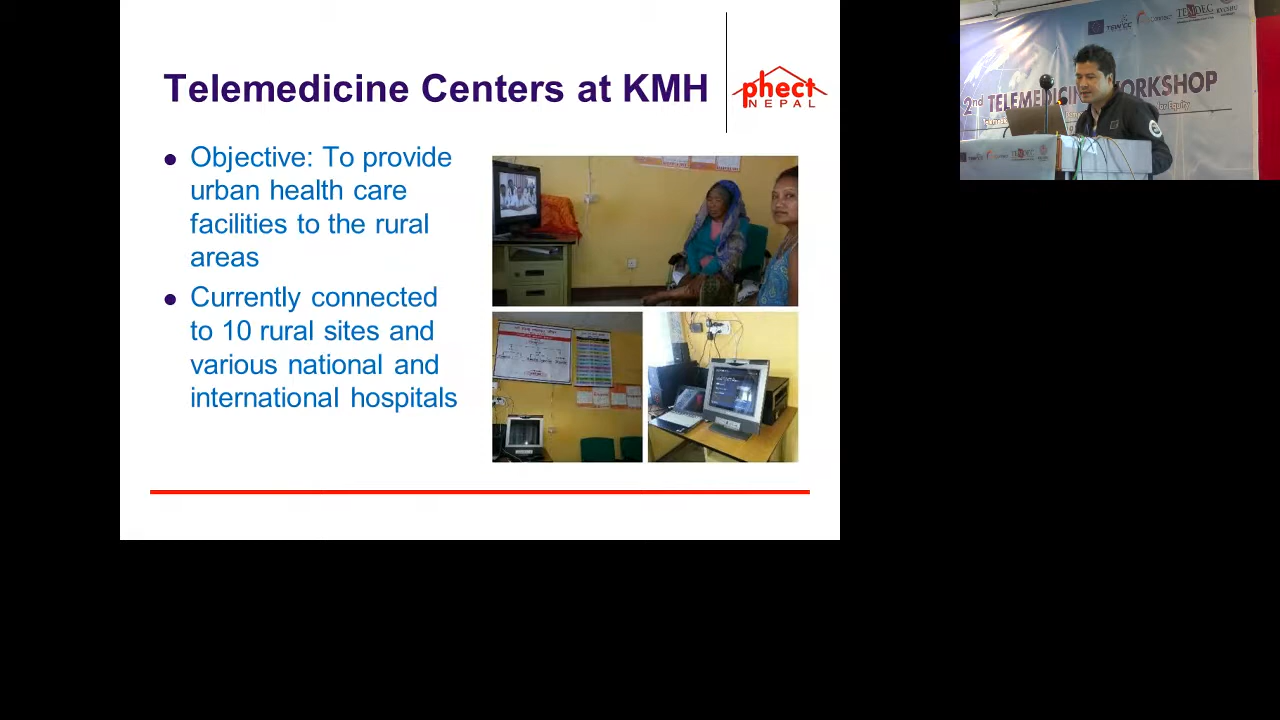 Telemedicine Centers at KMH
phect
NEPAL
Objective: To provide
urban health care
facilities to the rural
areas
Currently connected
to 10 rural sites and
various national and
international hospitals
2nd TELEMEDICINE WORKSHOP